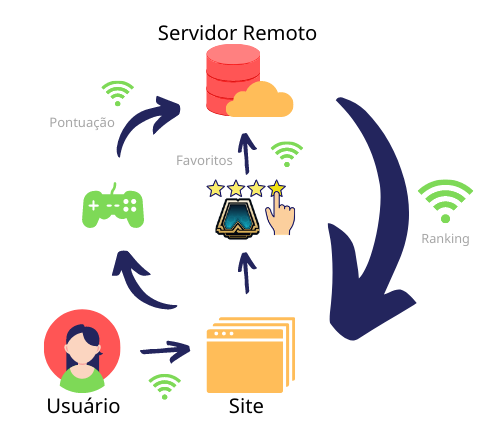 Servidor Remoto
Pontuação
Favoritos
Ranking
Usuário
Site